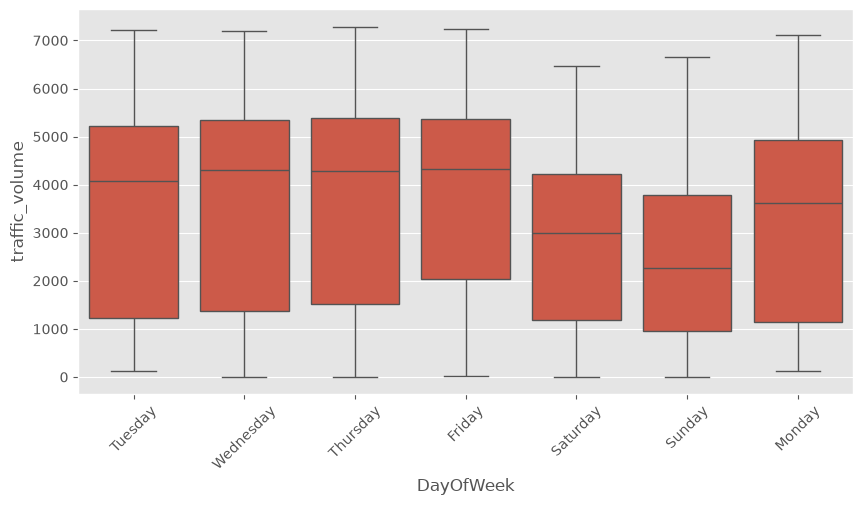 traffic_volume
7000
6000
5000
4000
3000
2000
1000
0
Tuesday
Wednesday
Thursday
Friday
Saturday
Sunday
Monday
DayOfWeek